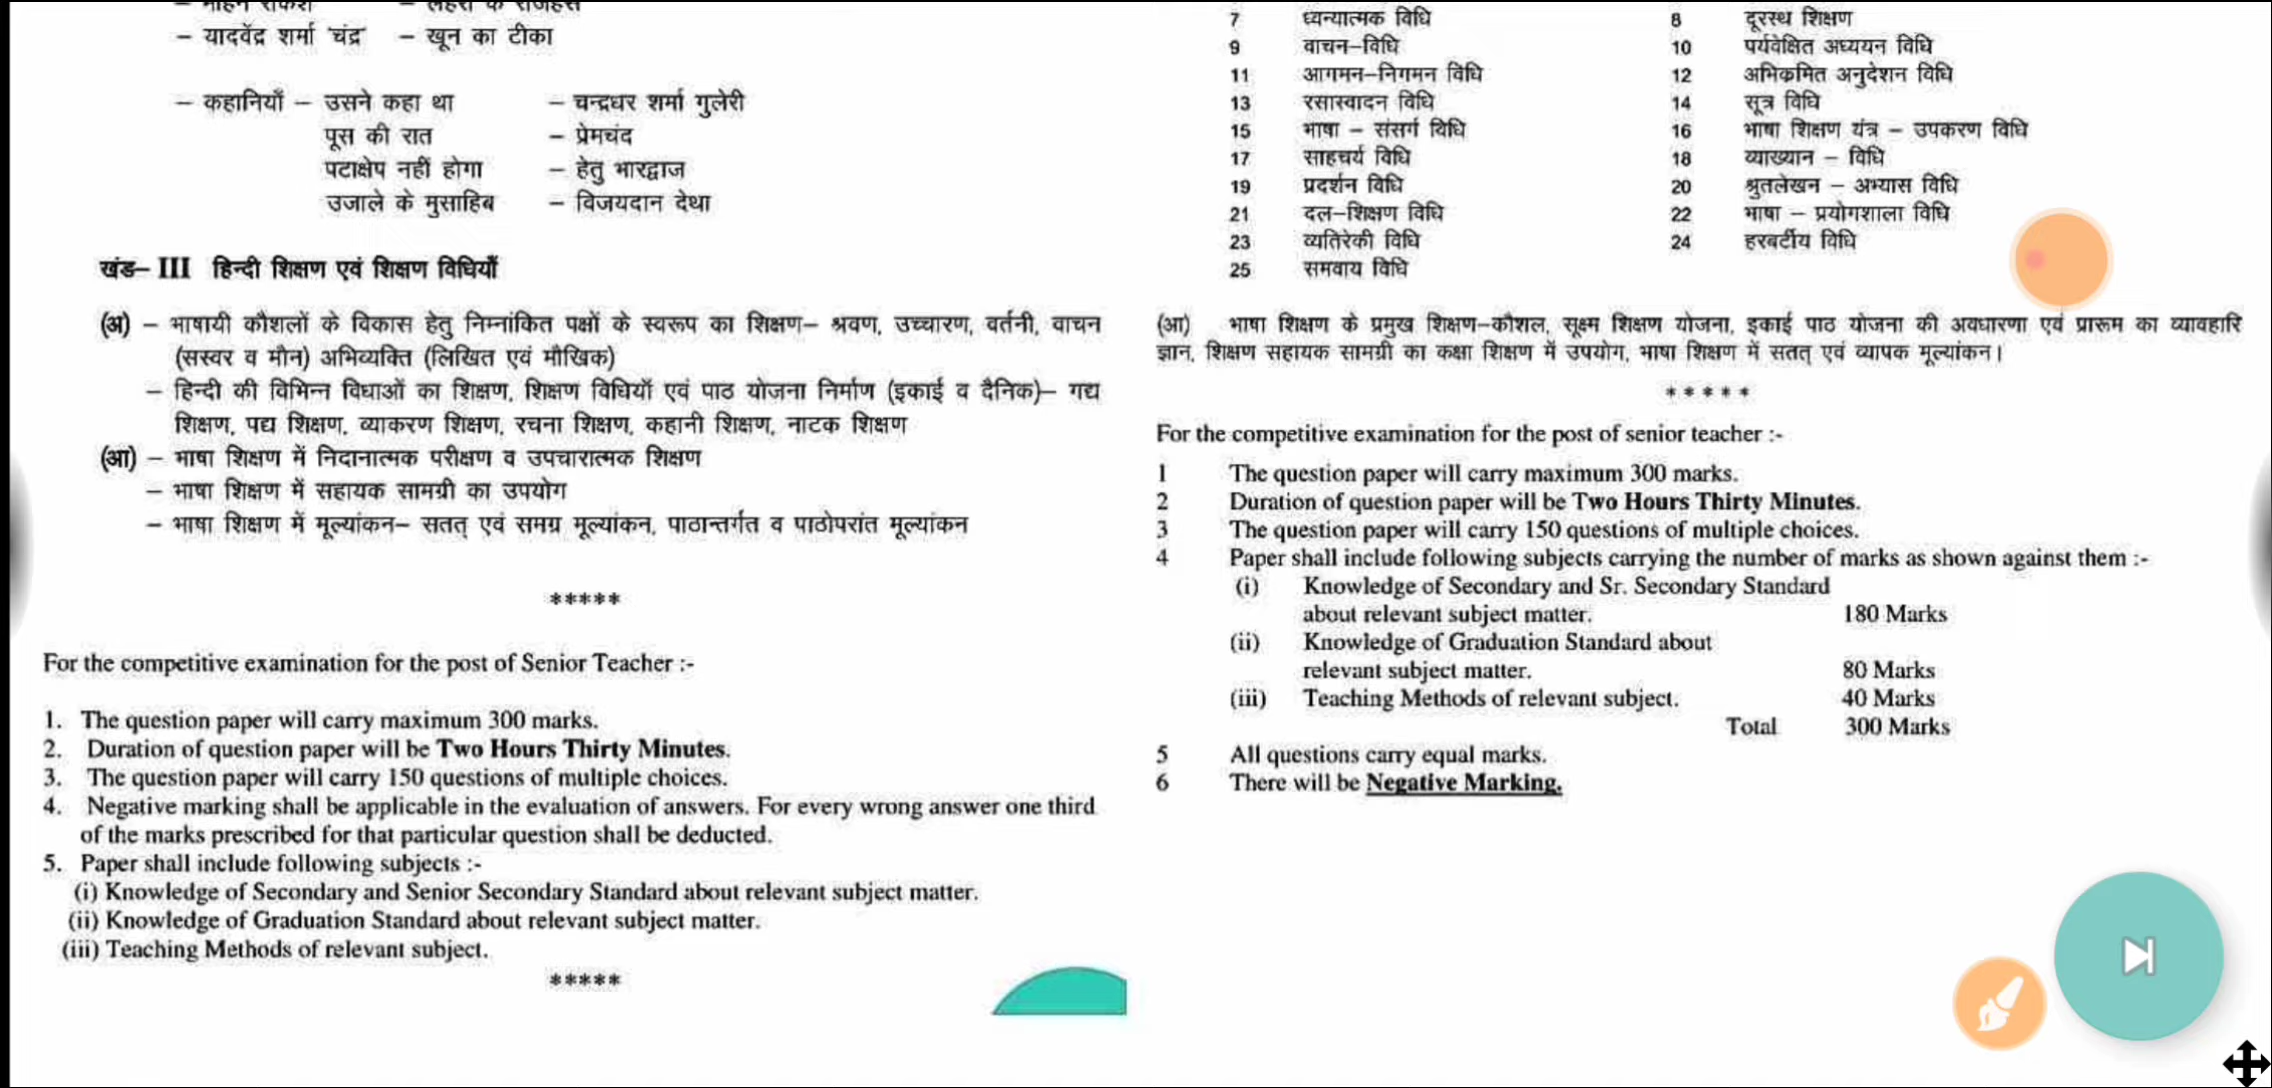 – यादवेंद्र शर्मा 'चंद्र' – खून का टीका
– कहानियाँ – उसने कहा था – चन्द्रधर शर्मा गुलेरी
पूस की रात – प्रेमचंद
पटाक्षेप नहीं होगा – हेतु भारद्वाज
उजाले के मुसाहिब – विजयदान देथा
खंड– III हिन्दी शिक्षण एवं शिक्षण विधियाँ
(अ) – भाषायी कौशलों के विकास हेतु निम्नांकित पक्षों के स्वरूप का शिक्षण– श्रवण, उच्चारण, वर्तनी, वाचन
(सस्वर व मौन) अभिव्यक्ति (लिखित एवं मौखिक)
– हिन्दी की विभिन्न विधाओं का शिक्षण, शिक्षण विधियॉ एवं पाठ योजना निर्माण (इकाई व दैनिक)– गद्य
शिक्षण, पद्य शिक्षण, व्याकरण शिक्षण, रचना शिक्षण, कहानी शिक्षण, नाटक शिक्षण
(आ) – भाषा शिक्षण में निदानात्मक परीक्षण व उपचारात्मक शिक्षण
– भाषा शिक्षण में सहायक सामग्री का उपयोग
– भाषा शिक्षण में मूल्यांकन– सतत् एवं समग्र मूल्यांकन, पाठान्तर्गत व पाठोपरांत मूल्यांकन
*****
For the competitive examination for the post of Senior Teacher :-
1. The question paper will carry maximum 300 marks.
2. Duration of question paper will be Two Hours Thirty Minutes.
3. The question paper will carry 150 questions of multiple choices.
4. Negative marking shall be applicable in the evaluation of answers. For every wrong answer one third
of the marks prescribed for that particular question shall be deducted.
5. Paper shall include following subjects :-
(i) Knowledge of Secondary and Senior Secondary Standard about relevant subject matter.
(ii) Knowledge of Graduation Standard about relevant subject matter.
(iii) Teaching Methods of relevant subject.
*****
7 ध्वन्यात्मक विधि 8 दूरस्थ शिक्षण
9 वाचन–विधि 10 पर्यवेक्षित अध्ययन विधि
11 आगमन–निगमन विधि 12 अभिक्रमित अनुदेशन विधि
13 रसास्वादन विधि 14 सूत्र विधि
15 भाषा – संसर्ग विधि 16 भाषा शिक्षण यंत्र – उपकरण विधि
17 साहचर्य विधि 18 व्याख्यान – विधि
19 प्रदर्शन विधि 20 श्रुतलेखन – अभ्यास विधि
21 दल–शिक्षण विधि 22 भाषा – प्रयोगशाला विधि
23 व्यतिरेकी विधि 24 हरबर्टीय विधि
25 समवाय विधि
(आ) भाषा शिक्षण के प्रमुख शिक्षण–कौशल, सूक्ष्म शिक्षण योजना, इकाई पाठ योजना की अवधारणा एवं प्रारूम का व्यावहारि
ज्ञान, शिक्षण सहायक सामग्री का कक्षा शिक्षण में उपयोग, भाषा शिक्षण में सतत् एवं व्यापक मूल्यांकन।
* * * * *
For the competitive examination for the post of senior teacher :-
1 The question paper will carry maximum 300 marks.
2 Duration of question paper will be Two Hours Thirty Minutes.
3 The question paper will carry 150 questions of multiple choices.
4 Paper shall include following subjects carrying the number of marks as shown against them :-
(i) Knowledge of Secondary and Sr. Secondary Standard
about relevant subject matter. 180 Marks
(ii) Knowledge of Graduation Standard about
relevant subject matter. 80 Marks
(iii) Teaching Methods of relevant subject. 40 Marks
Total 300 Marks
5 All questions carry equal marks.
6 There will be Negative Marking.